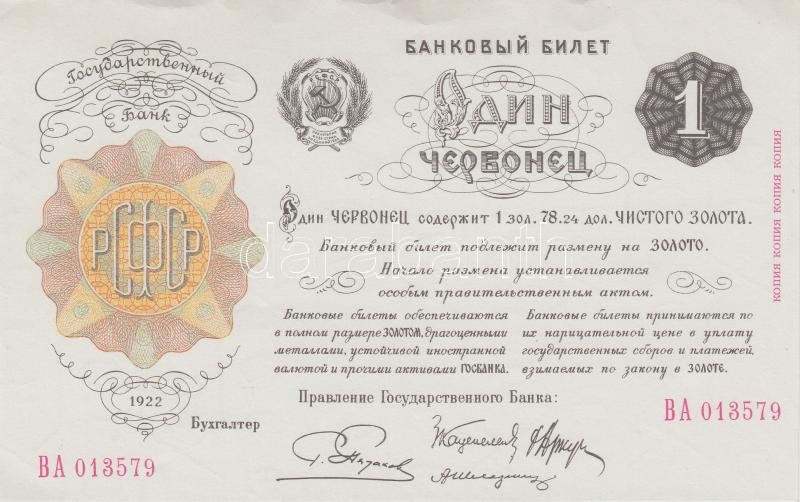 Государственный
Банк
РСФСР
1922
Бухгалтер
ВА 013579
БАНКОВЫЙ БИЛЕТ
РСФСР
Один
ЧЕРВОНЕЦ
1
Один ЧЕРВОНЕЦ содержит 1 зол. 78.24 дол. ЧИСТОГО ЗОЛОТА.
Банковый билет подлежит размену на ЗОЛОТО.
Начало размена устанавливается
особым правительственным актом.
Банковые билеты обеспечиваются
в полном размере ЗОЛОТОМ, драгоценными
металлами, устойчивой иностранной
валютой и прочими активами ГОСБАНКА.
Банковые билеты принимаются по
их нарицательной цене в уплату
государственных сборов и платежей,
взимаемых по закону в ЗОЛОТЕ.
Правление Государственного Банка:
ВА 013579
КОПИЯ КОПИЯ КОПИЯ КОПИЯ
darabanth